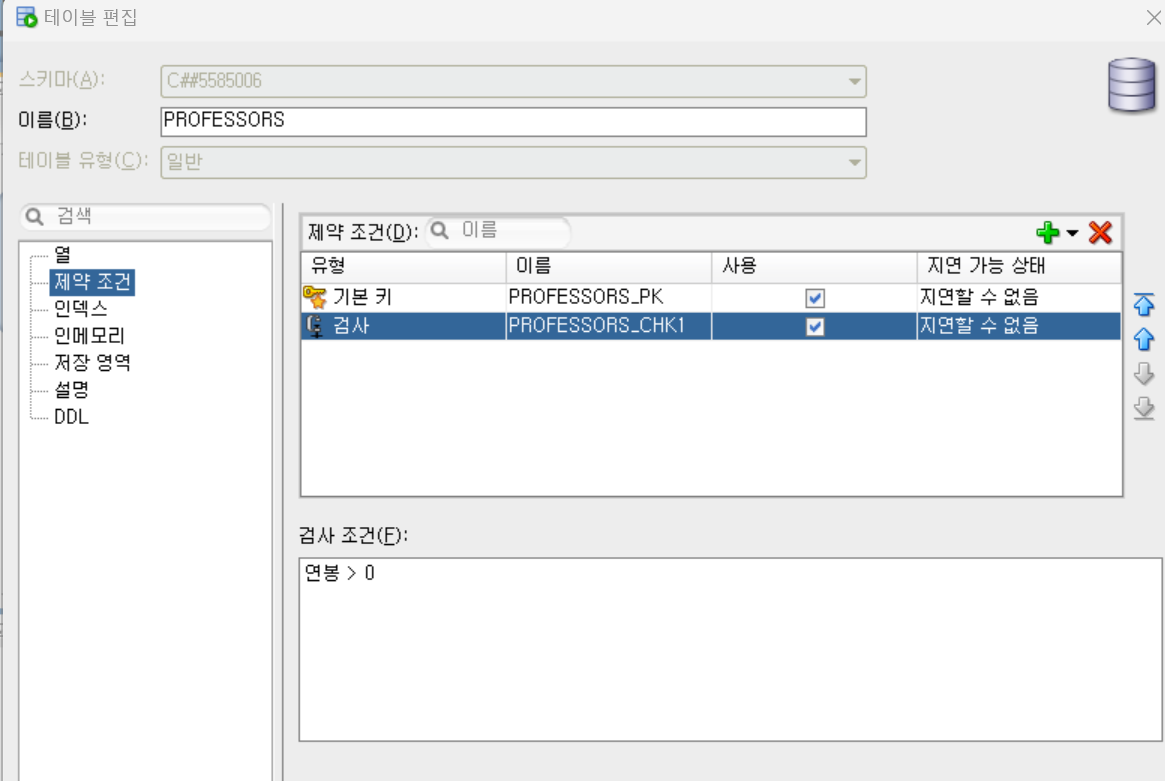 테이블 편집
스키마(A):
C##5585006
이름(B):
PROFESSORS
테이블 유형(C):
일반
검색
열
제약 조건
인덱스
인메모리
저장 영역
설명
DDL
제약 조건(D): 이름
유형 이름 사용 지연 가능 상태
기본 키 PROFESSORS_PK 지연할 수 없음
검사 PROFESSORS_CHK1 지연할 수 없음
검사 조건(F):
연봉 > 0